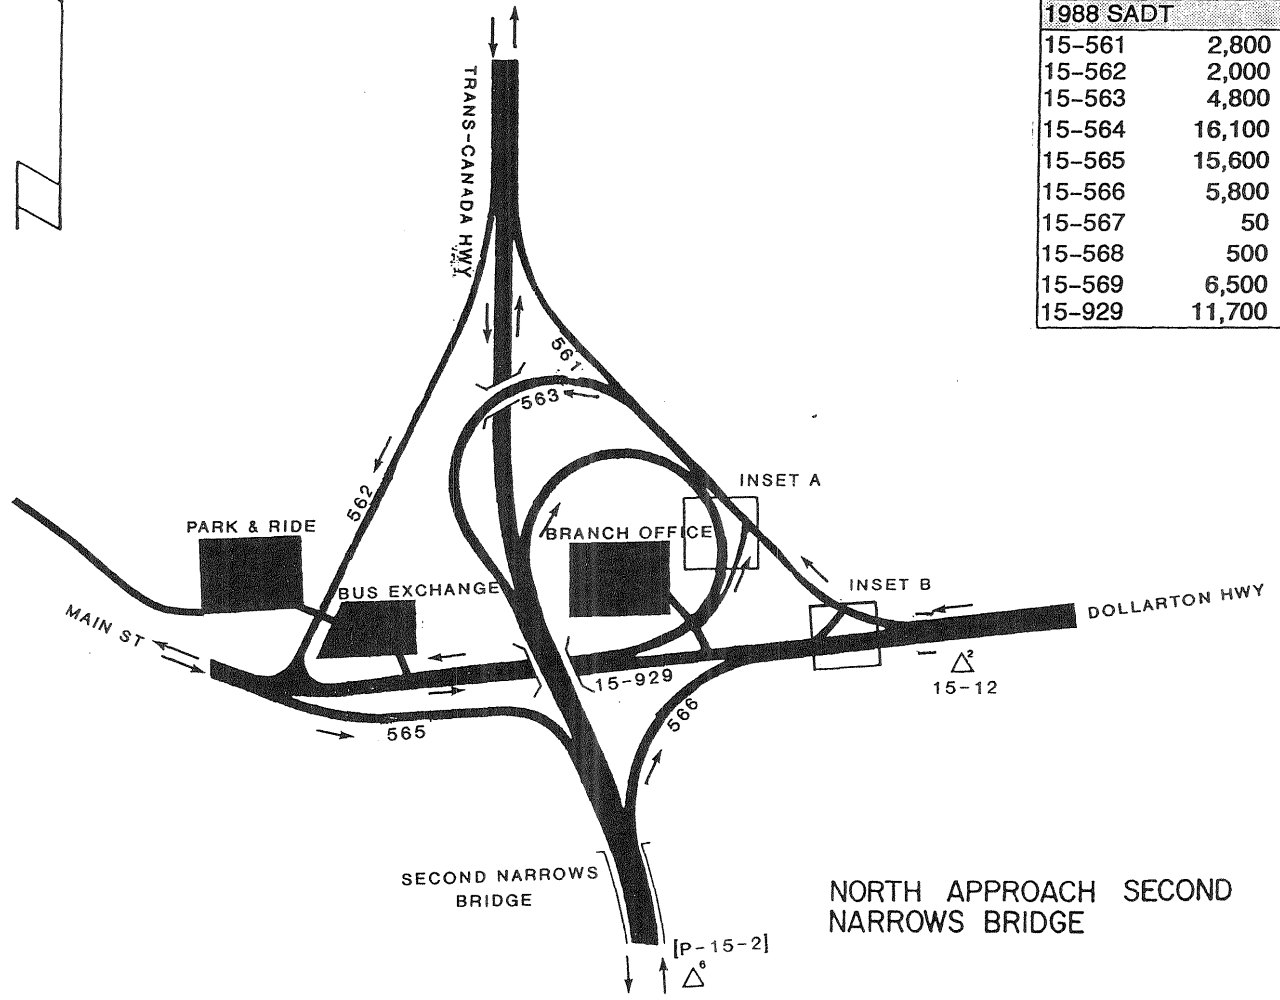 1988 SADT
15-561 2,800
15-562 2,000
15-563 4,800
15-564 16,100
15-565 15,600
15-566 5,800
15-567 50
15-568 500
15-569 6,500
15-929 11,700
TRANS-CANADA HWY
561
563
562
INSET A
PARK & RIDE
BRANCH OFFICE
BUS EXCHANGE
INSET B
MAIN ST
DOLLARTON HWY
2
15-12
15-929
566
565
SECOND NARROWS
BRIDGE
NORTH APPROACH SECOND
NARROWS BRIDGE
[P-15-2]
6